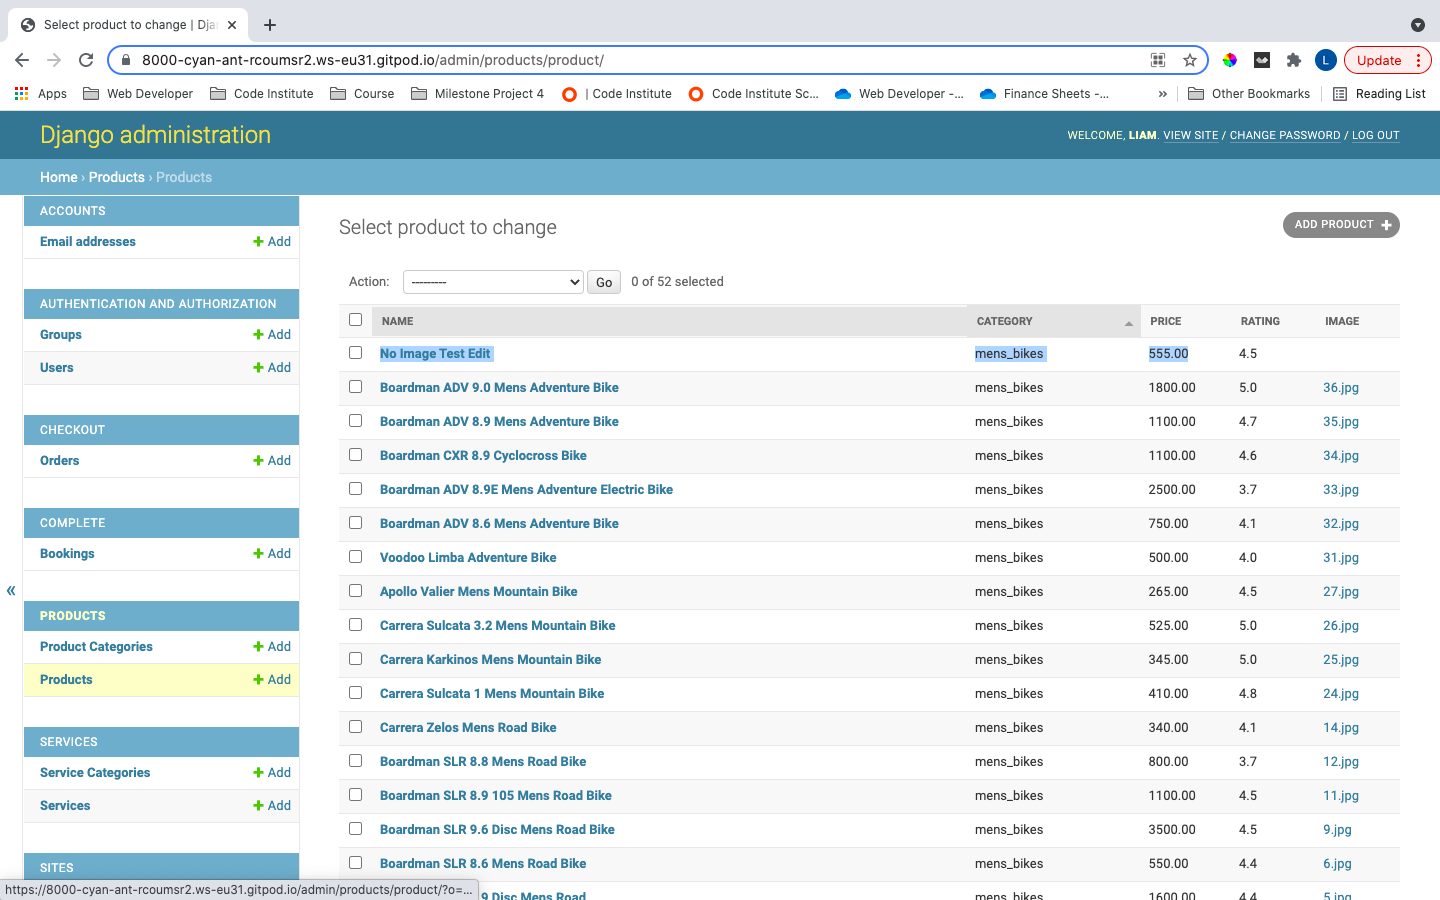 Select product to change | Dja
8000-cyan-ant-rcoumsr2.ws-eu31.gitpod.io/admin/products/product/
L
Update
Apps Web Developer Code Institute Course Milestone Project 4 | Code Institute Code Institute Sc... Web Developer -... Finance Sheets -... » Other Bookmarks Reading List
Django administration
WELCOME, LIAM. VIEW SITE / CHANGE PASSWORD / LOG OUT
Home › Products › Products
ACCOUNTS
Email addresses + Add
AUTHENTICATION AND AUTHORIZATION
Groups + Add
Users + Add
CHECKOUT
Orders + Add
COMPLETE
Bookings + Add
«
PRODUCTS
Product Categories + Add
Products + Add
SERVICES
Service Categories + Add
Services + Add
SITES
https://8000-cyan-ant-rcoumsr2.ws-eu31.gitpod.io/admin/products/product/?o=...
Select product to change
ADD PRODUCT +
Action: --------- Go 0 of 52 selected
NAME CATEGORY PRICE RATING IMAGE
No Image Test Edit mens_bikes 555.00 4.5
Boardman ADV 9.0 Mens Adventure Bike mens_bikes 1800.00 5.0 36.jpg
Boardman ADV 8.9 Mens Adventure Bike mens_bikes 1100.00 4.7 35.jpg
Boardman CXR 8.9 Cyclocross Bike mens_bikes 1100.00 4.6 34.jpg
Boardman ADV 8.9E Mens Adventure Electric Bike mens_bikes 2500.00 3.7 33.jpg
Boardman ADV 8.6 Mens Adventure Bike mens_bikes 750.00 4.1 32.jpg
Voodoo Limba Adventure Bike mens_bikes 500.00 4.0 31.jpg
Apollo Valier Mens Mountain Bike mens_bikes 265.00 4.5 27.jpg
Carrera Sulcata 3.2 Mens Mountain Bike mens_bikes 525.00 5.0 26.jpg
Carrera Karkinos Mens Mountain Bike mens_bikes 345.00 5.0 25.jpg
Carrera Sulcata 1 Mens Mountain Bike mens_bikes 410.00 4.8 24.jpg
Carrera Zelos Mens Road Bike mens_bikes 340.00 4.1 14.jpg
Boardman SLR 8.8 Mens Road Bike mens_bikes 800.00 3.7 12.jpg
Boardman SLR 8.9 105 Mens Road Bike mens_bikes 1100.00 4.5 11.jpg
Boardman SLR 9.6 Disc Mens Road Bike mens_bikes 3500.00 4.5 9.jpg
Boardman SLR 8.6 Mens Road Bike mens_bikes 550.00 4.4 6.jpg
9 Disc Mens Road mens_bikes 1600.00 4.4 5.jpg